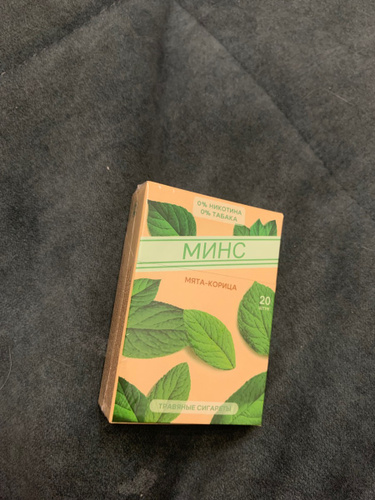 0% НИКОТИНА
0% ТАБАКА
МИНС
МЯТА-КОРИЦА
20
ТРАВЯНЫЕ СИГАРЕТЫ